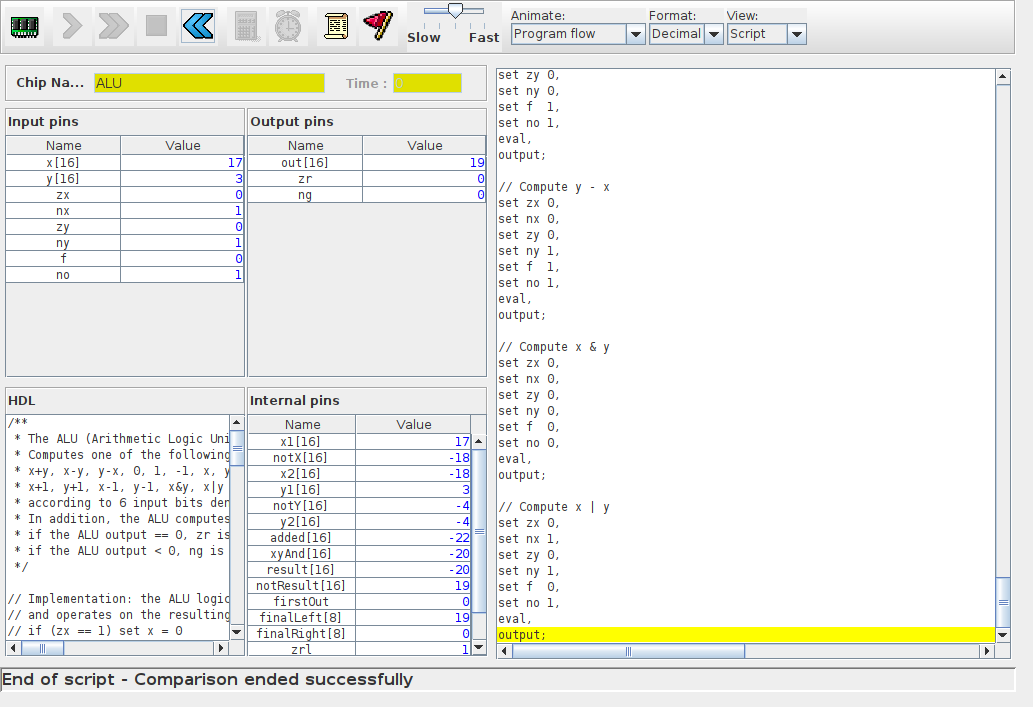 Slow Fast
Animate:
Program flow
Format:
Decimal
View:
Script
Chip Na... ALU Time : 0
Input pins
Name Value
x[16] 17
y[16] 3
zx 0
nx 1
zy 0
ny 1
f 0
no 1
Output pins
Name Value
out[16] 19
zr 0
ng 0
HDL
/**
* The ALU (Arithmetic Logic Uni
* Computes one of the following
* x+y, x-y, y-x, 0, 1, -1, x, y
* x+1, y+1, x-1, y-1, x&y, x|y
* according to 6 input bits den
* In addition, the ALU computes
* if the ALU output == 0, zr is
* if the ALU output < 0, ng is
*/
// Implementation: the ALU logic
// and operates on the resulting
// if (zx == 1) set x = 0
Internal pins
Name Value
x1[16] 17
notX[16] -18
x2[16] -18
y1[16] 3
notY[16] -4
y2[16] -4
added[16] -22
xyAnd[16] -20
result[16] -20
notResult[16] 19
firstOut 0
finalLeft[8] 19
finalRight[8] 0
zrl 1
set zy 0,
set ny 0,
set f 1,
set no 1,
eval,
output;
// Compute y - x
set zx 0,
set nx 0,
set zy 0,
set ny 1,
set f 1,
set no 1,
eval,
output;
// Compute x & y
set zx 0,
set nx 0,
set zy 0,
set ny 0,
set f 0,
set no 0,
eval,
output;
// Compute x | y
set zx 0,
set nx 1,
set zy 0,
set ny 1,
set f 0,
set no 1,
eval,
output;
End of script - Comparison ended successfully